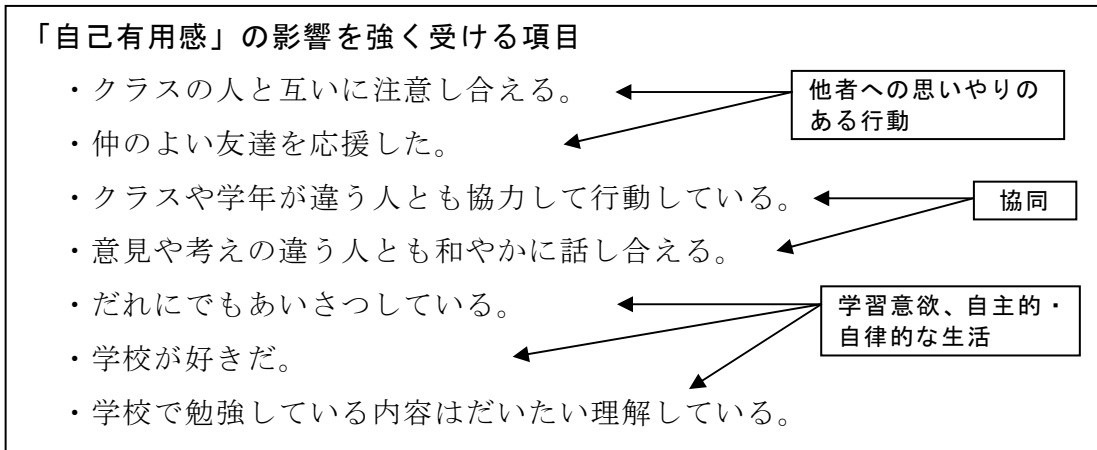 「自己有用感」の影響を強く受ける項目
・クラスの人と互いに注意し合える。
他者への思いやりの
ある行動
・仲のよい友達を応援した。
・クラスや学年が違う人とも協力して行動している。
協同
・意見や考えの違う人とも和やかに話し合える。
・だれにでもあいさつしている。
学習意欲、自主的・
自律的な生活
・学校が好きだ。
・学校で勉強している内容はだいたい理解している。